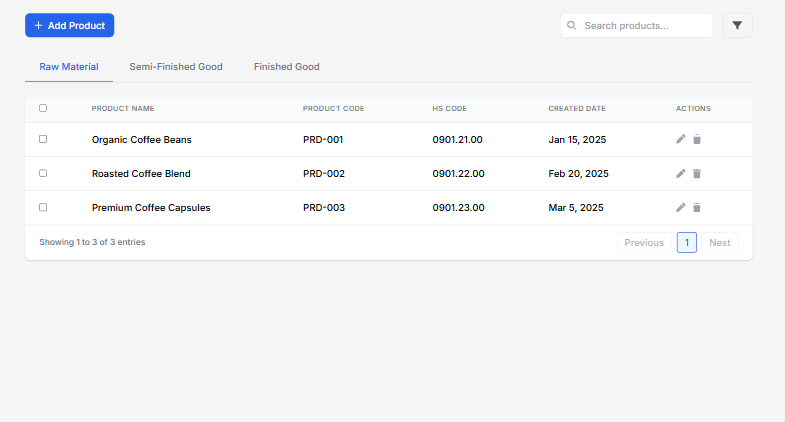 + Add Product
Search products...
Raw Material Semi-Finished Good Finished Good
PRODUCT NAME PRODUCT CODE HS CODE CREATED DATE ACTIONS
Organic Coffee Beans PRD-001 0901.21.00 Jan 15, 2025
Roasted Coffee Blend PRD-002 0901.22.00 Feb 20, 2025
Premium Coffee Capsules PRD-003 0901.23.00 Mar 5, 2025
Showing 1 to 3 of 3 entries Previous 1 Next